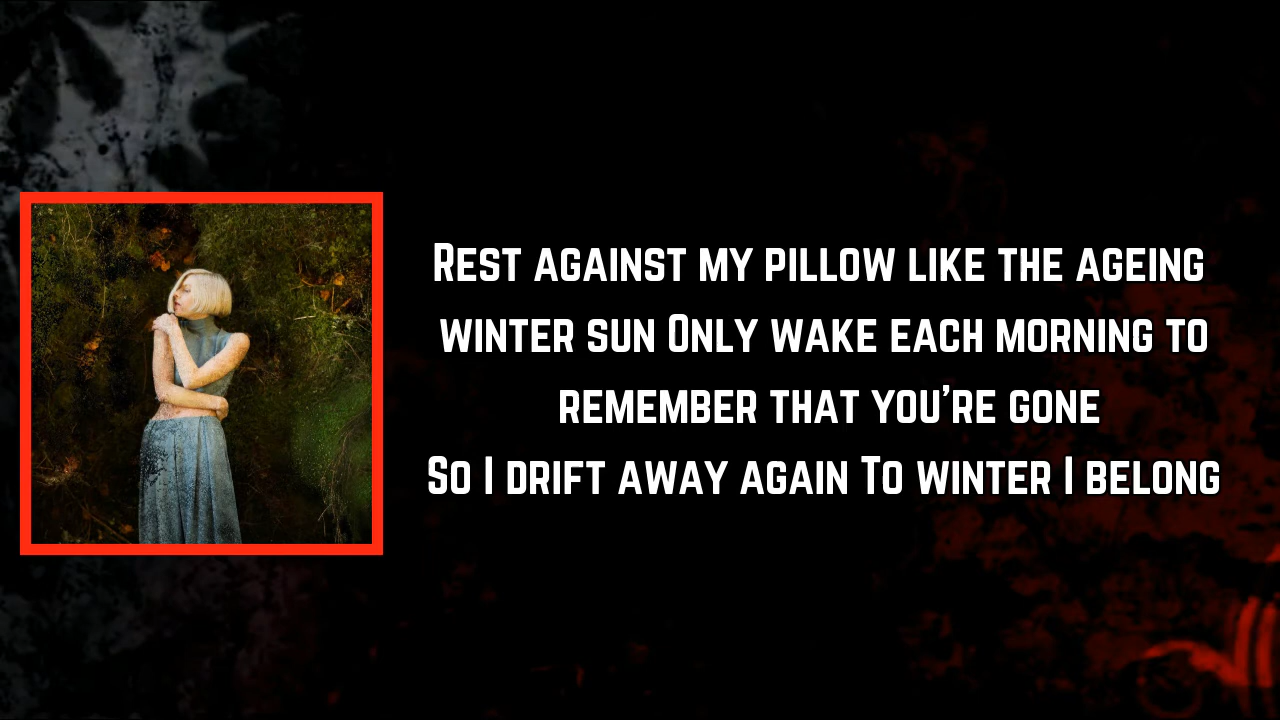 Rest against my pillow like the ageing
winter sun Only wake each morning to
remember that you're gone
So I drift away again To winter I belong